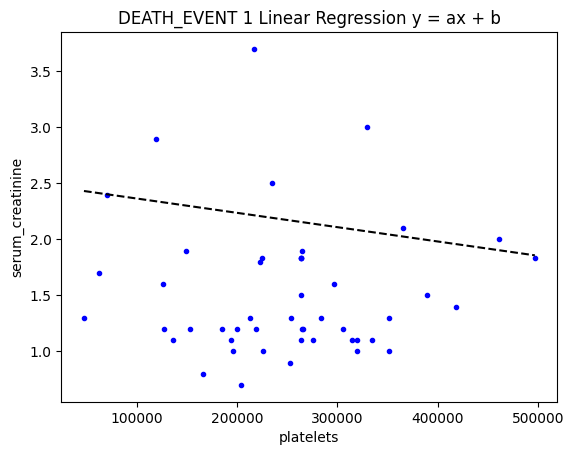 DEATH_EVENT 1 Linear Regression y = ax + b
3.5
3.0
2.5
2.0
1.5
1.0
serum_creatinine
100000 200000 300000 400000 500000
platelets